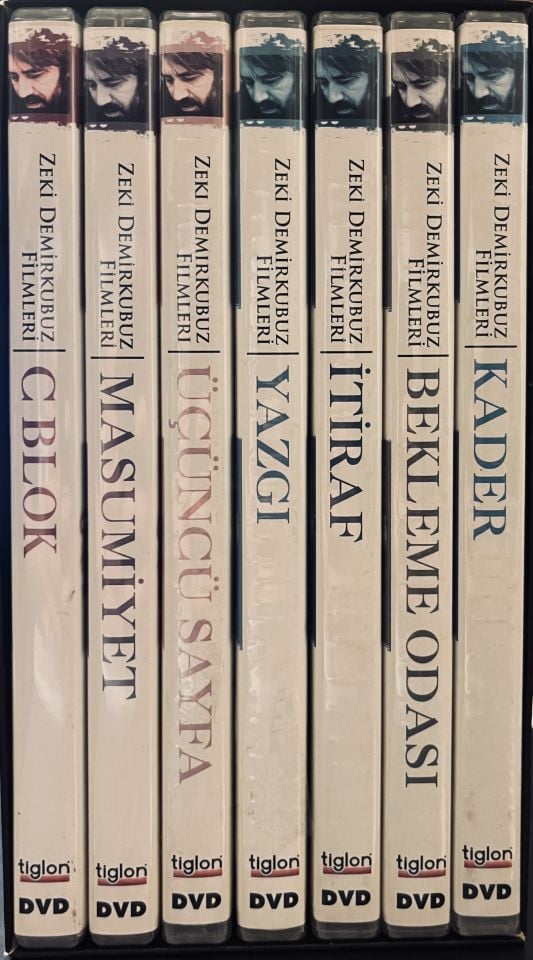 ZEKİ DEMİRKUBUZ
FİLMLERİ
C BLOK
tiglon
DVD
ZEKİ DEMİRKUBUZ
FİLMLERİ
MASUMİYET
tiglon
DVD
ZEKİ DEMİRKUBUZ
FİLMLERİ
ÜÇÜNCÜ SAYFA
tiglon
DVD
ZEKİ DEMİRKUBUZ
FİLMLERİ
YAZGI
tiglon
DVD
ZEKİ DEMİRKUBUZ
FİLMLERİ
İTİRAF
tiglon
DVD
ZEKİ DEMİRKUBUZ
FİLMLERİ
BEKLEME ODASI
tiglon
DVD
ZEKİ DEMİRKUBUZ
FİLMLERİ
KADER
tiglon
DVD